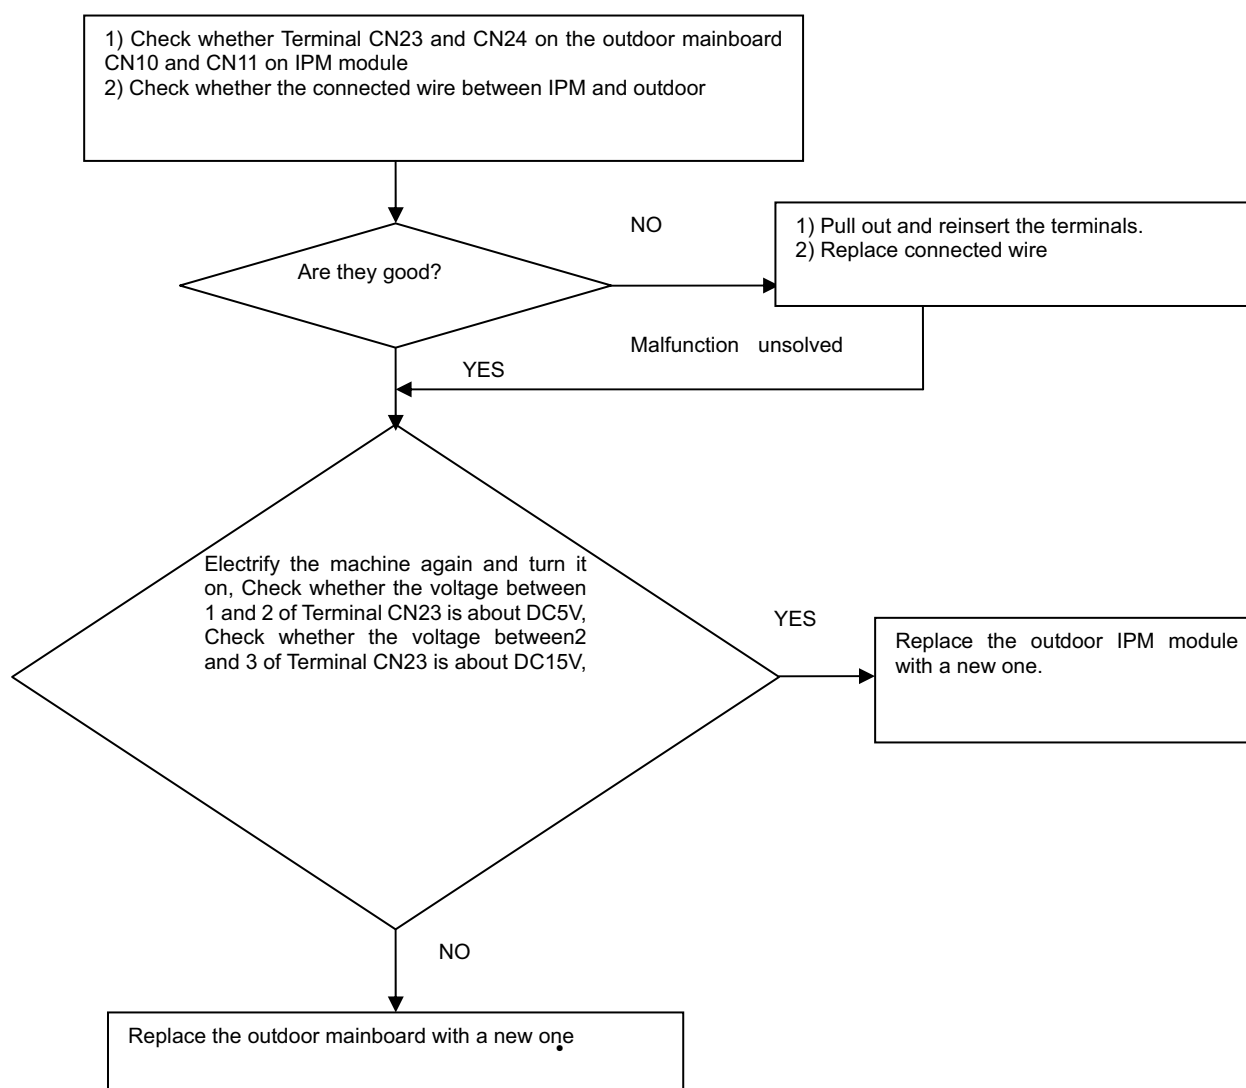 1) Check whether Terminal CN23 and CN24 on the outdoor mainboard
CN10 and CN11 on IPM module
2) Check whether the connected wire between IPM and outdoor
NO
1) Pull out and reinsert the terminals.
2) Replace connected wire
Are they good?
Malfunction unsolved
YES
Electrify the machine again and turn it
on, Check whether the voltage between
1 and 2 of Terminal CN23 is about DC5V,
Check whether the voltage between2
and 3 of Terminal CN23 is about DC15V,
YES
Replace the outdoor IPM module
with a new one.
NO
Replace the outdoor mainboard with a new one